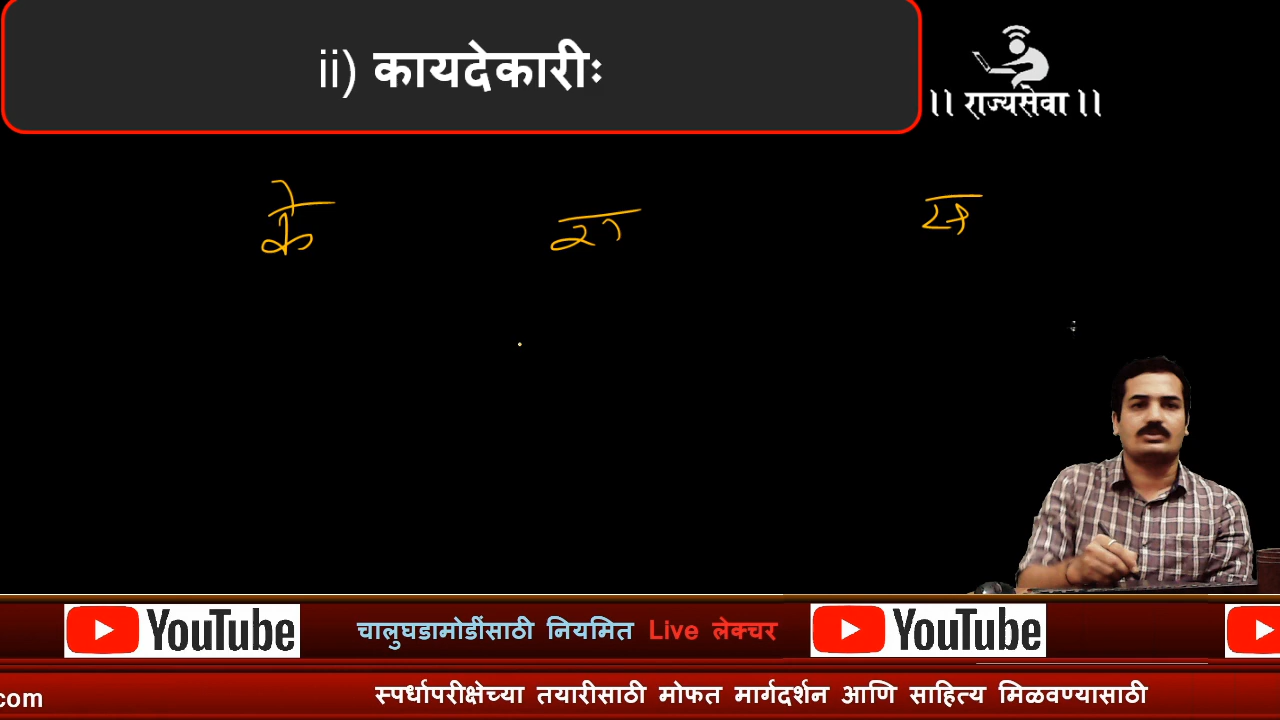 ii) कायदेकारीः
।। राज्यसेवा ।।
के
YouTube चालुघडामोडींसाठी नियमित Live लेक्चर YouTube
com स्पर्धापरीक्षेच्या तयारीसाठी मोफत मार्गदर्शन आणि साहित्य मिळवण्यासाठी